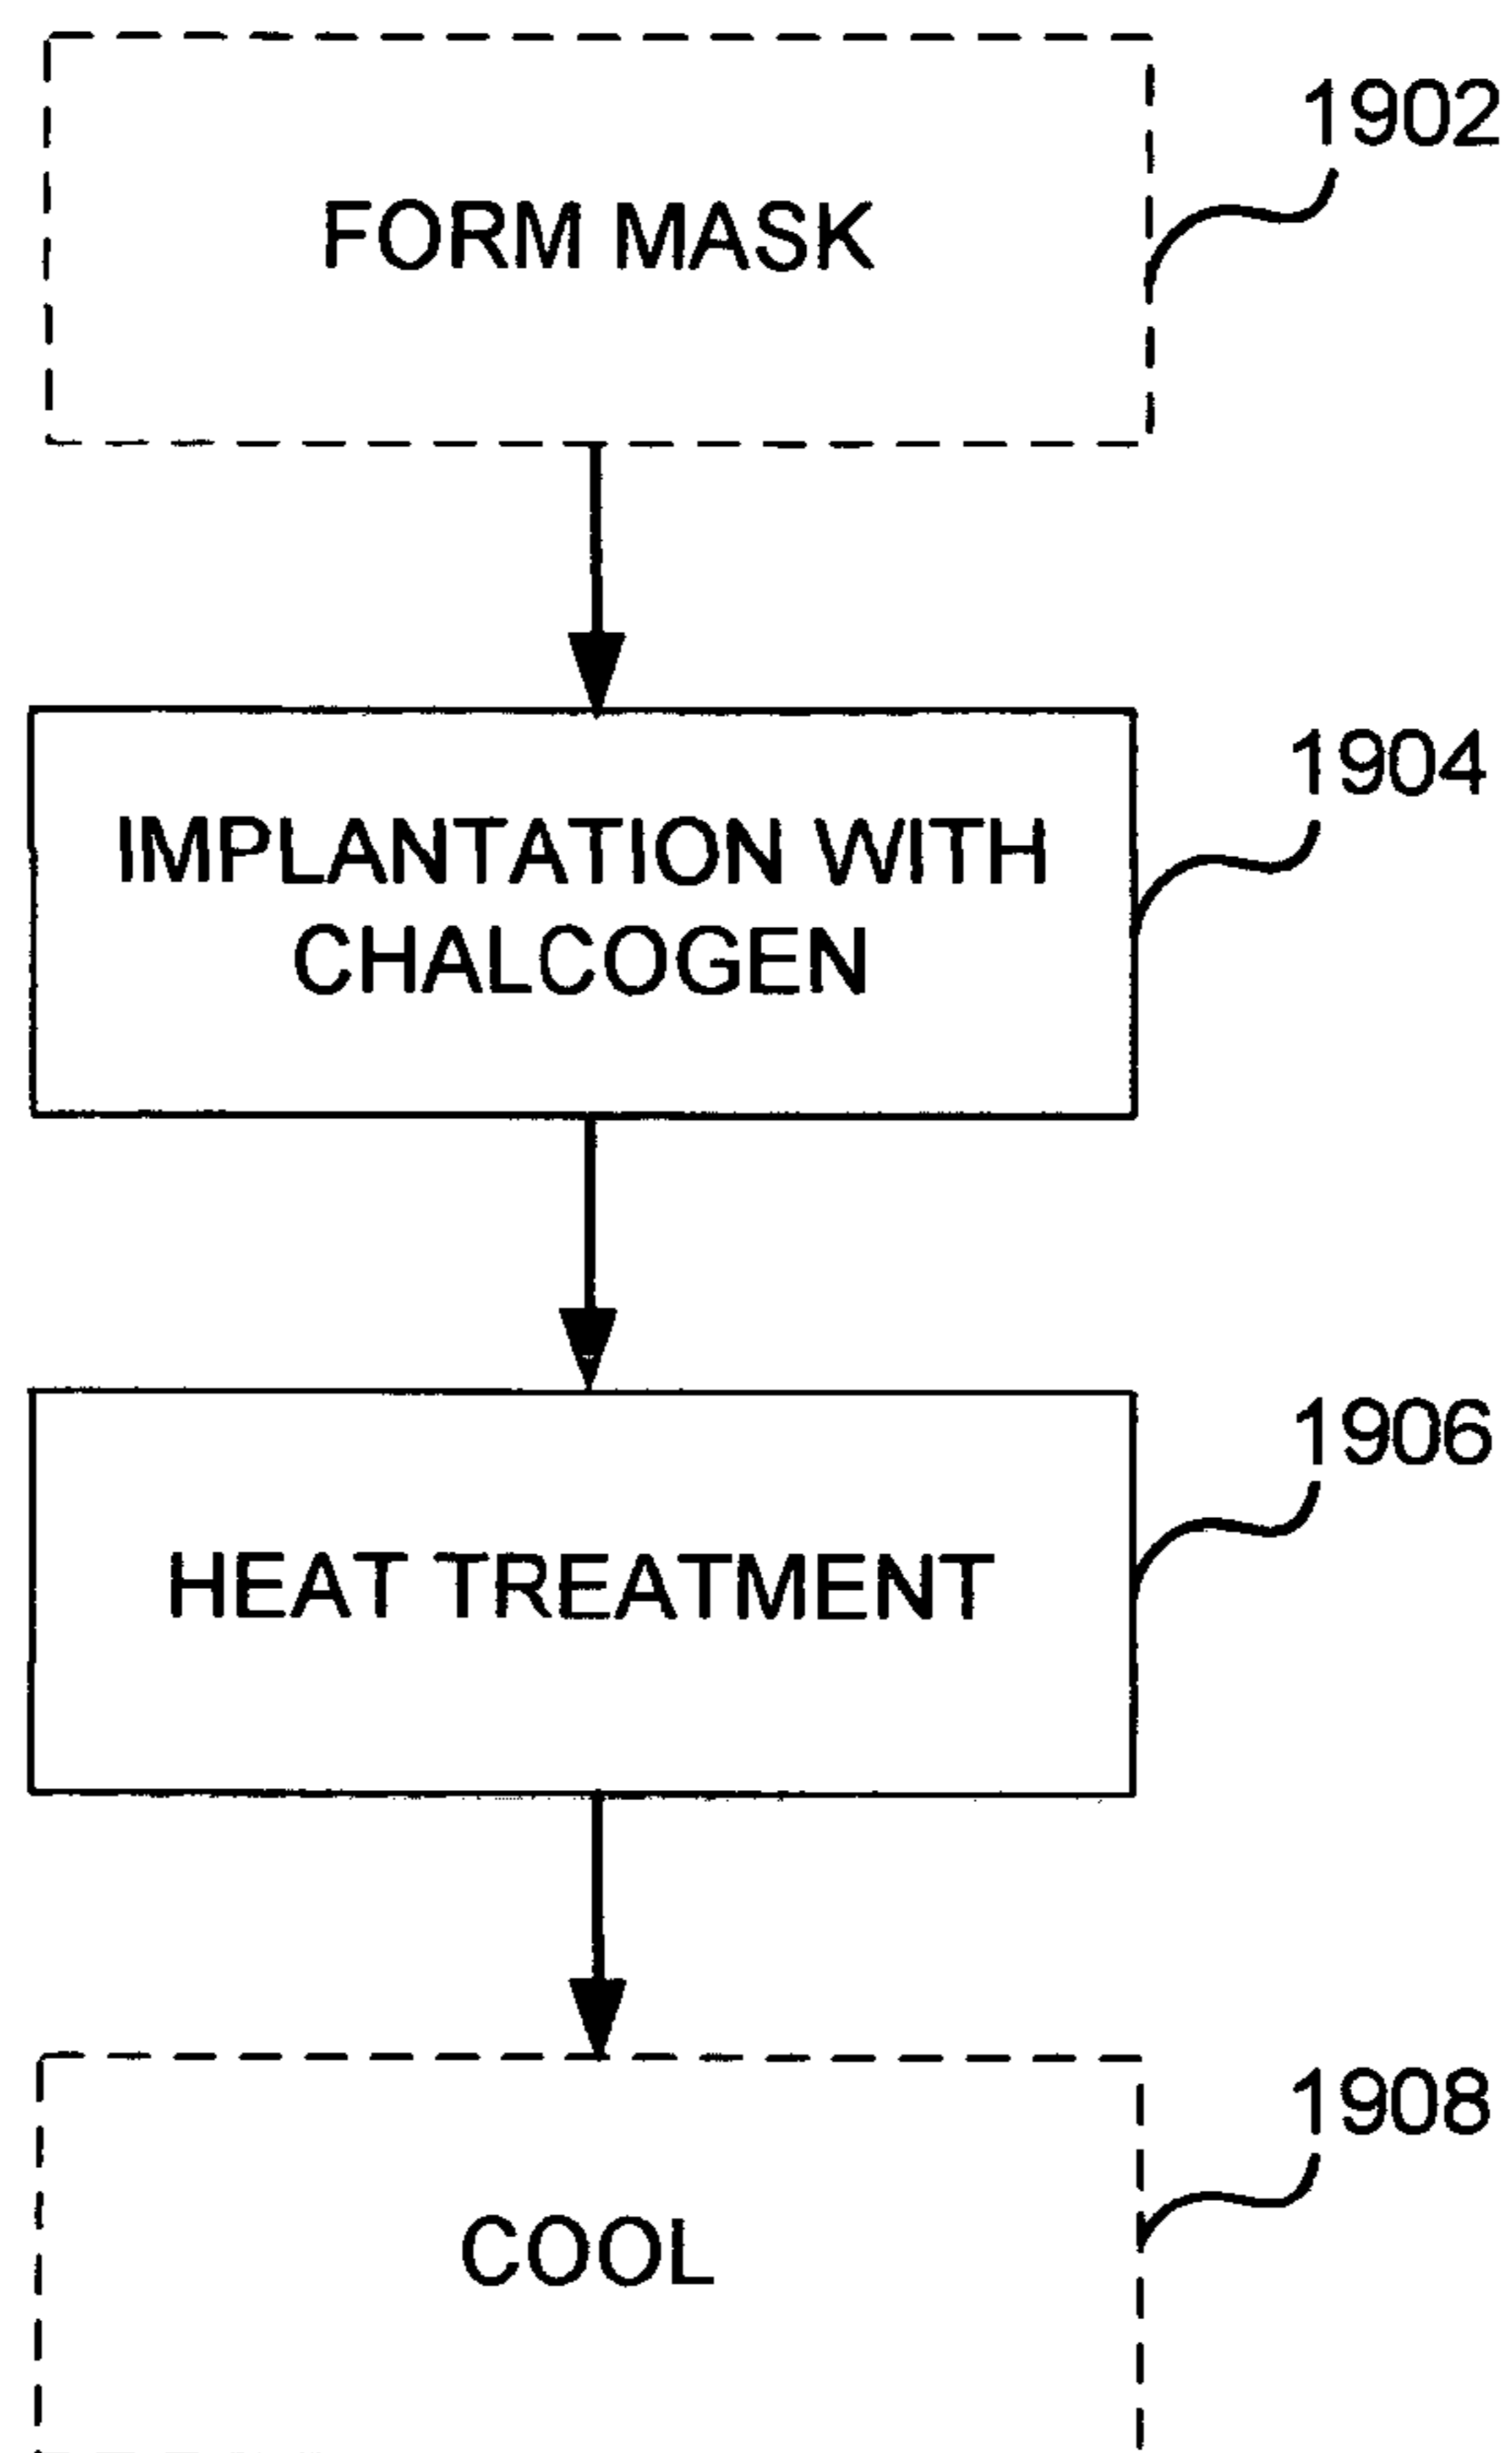 1902
FORM MASK
1904
IMPLANTATION WITH
CHALCOGEN
1906
HEAT TREATMENT
1908
COOL